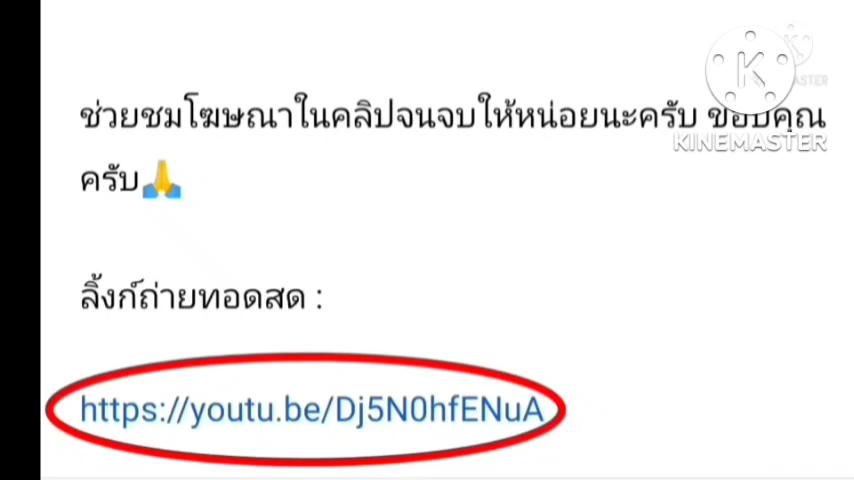 ช่วยชมโฆษณาในคลิปจนจบให้หน่อยนะครับ ขอบคุณ
KINEMASTER
ครับ🙏
ลิ้งก์ถ่ายทอดสด :
https://youtu.be/Dj5N0hfENuA